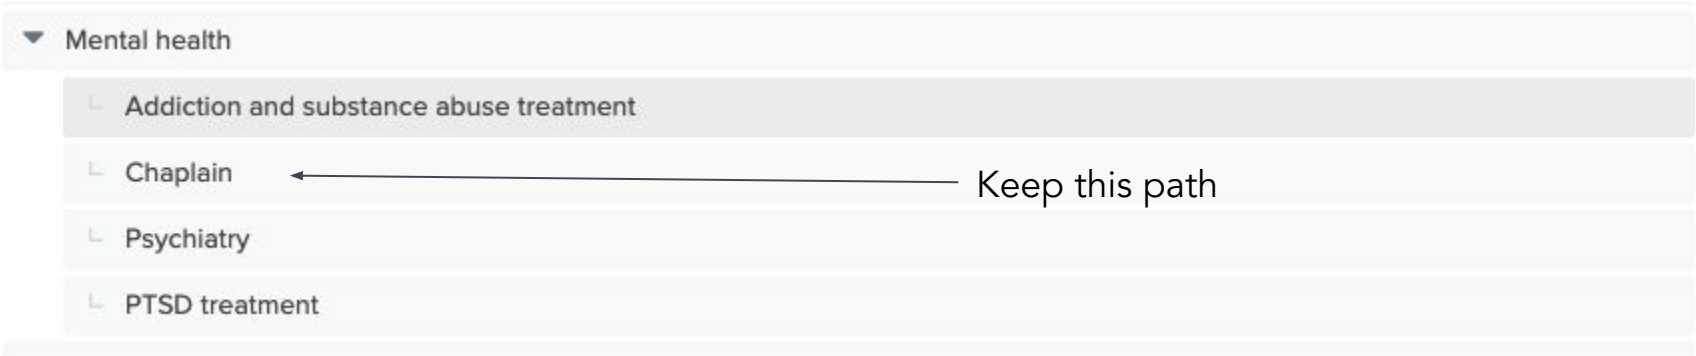 Mental health
Addiction and substance abuse treatment
Chaplain
Keep this path
Psychiatry
PTSD treatment